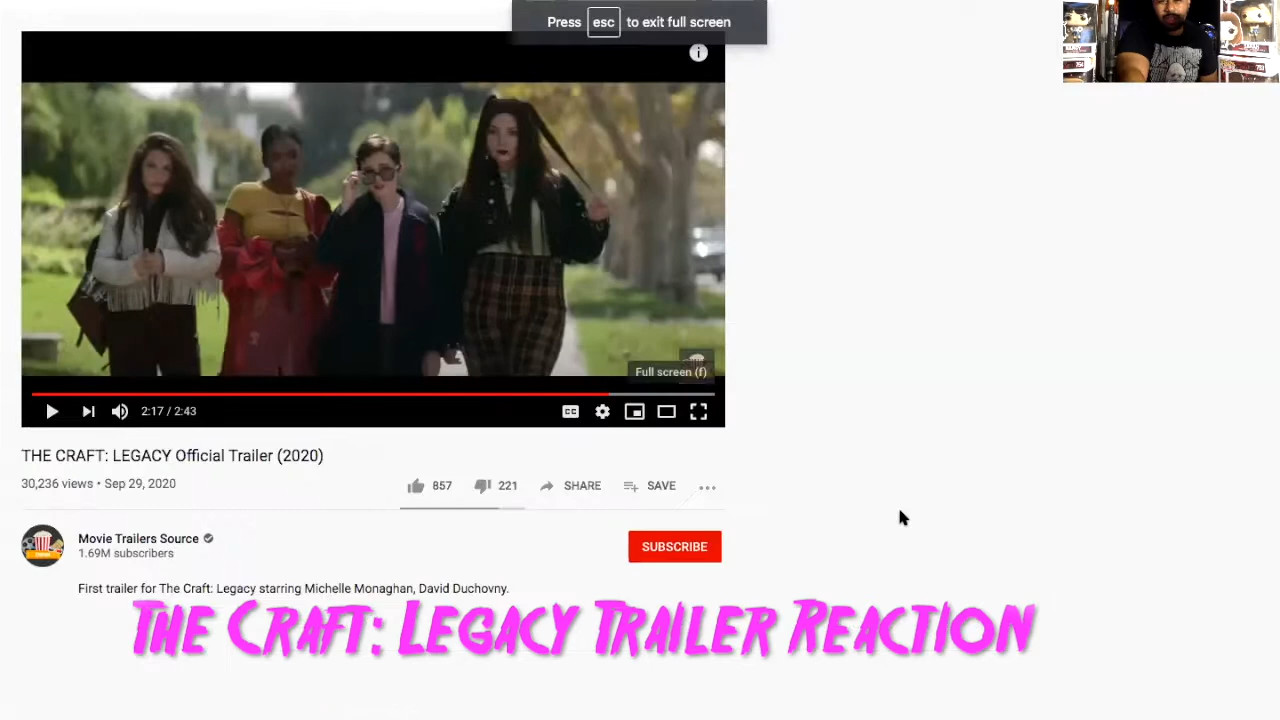 Press esc to exit full screen
Full screen (f)
2:17 / 2:43
CC
THE CRAFT: LEGACY Official Trailer (2020)
30,236 views • Sep 29, 2020
857 221 SHARE SAVE
Movie Trailers Source
1.69M subscribers
SUBSCRIBE
First trailer for The Craft: Legacy starring Michelle Monaghan, David Duchovny.
The Craft: Legacy Trailer Reaction